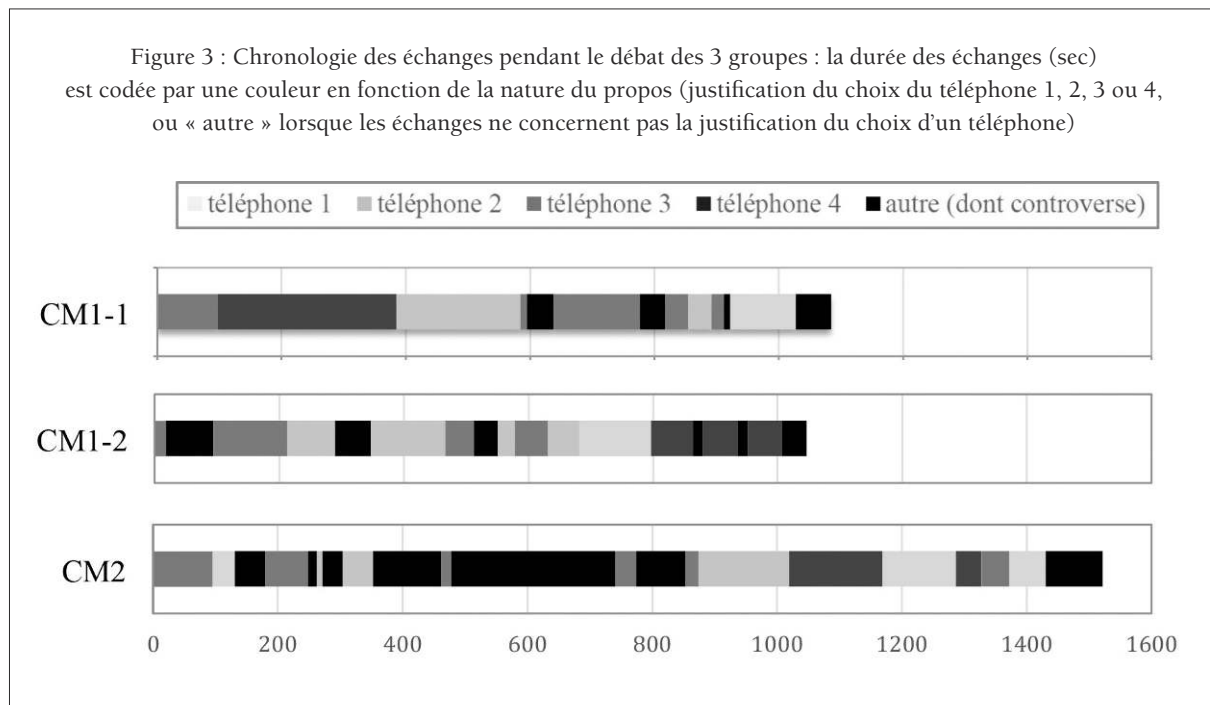 Figure 3 : Chronologie des échanges pendant le débat des 3 groupes : la durée des échanges (sec)
est codée par une couleur en fonction de la nature du propos (justification du choix du téléphone 1, 2, 3 ou 4,
ou « autre » lorsque les échanges ne concernent pas la justification du choix d'un téléphone)
téléphone 1 téléphone 2 téléphone 3 téléphone 4 autre (dont controverse)
CM1-1
CM1-2
CM2
0 200 400 600 800 1000 1200 1400 1600